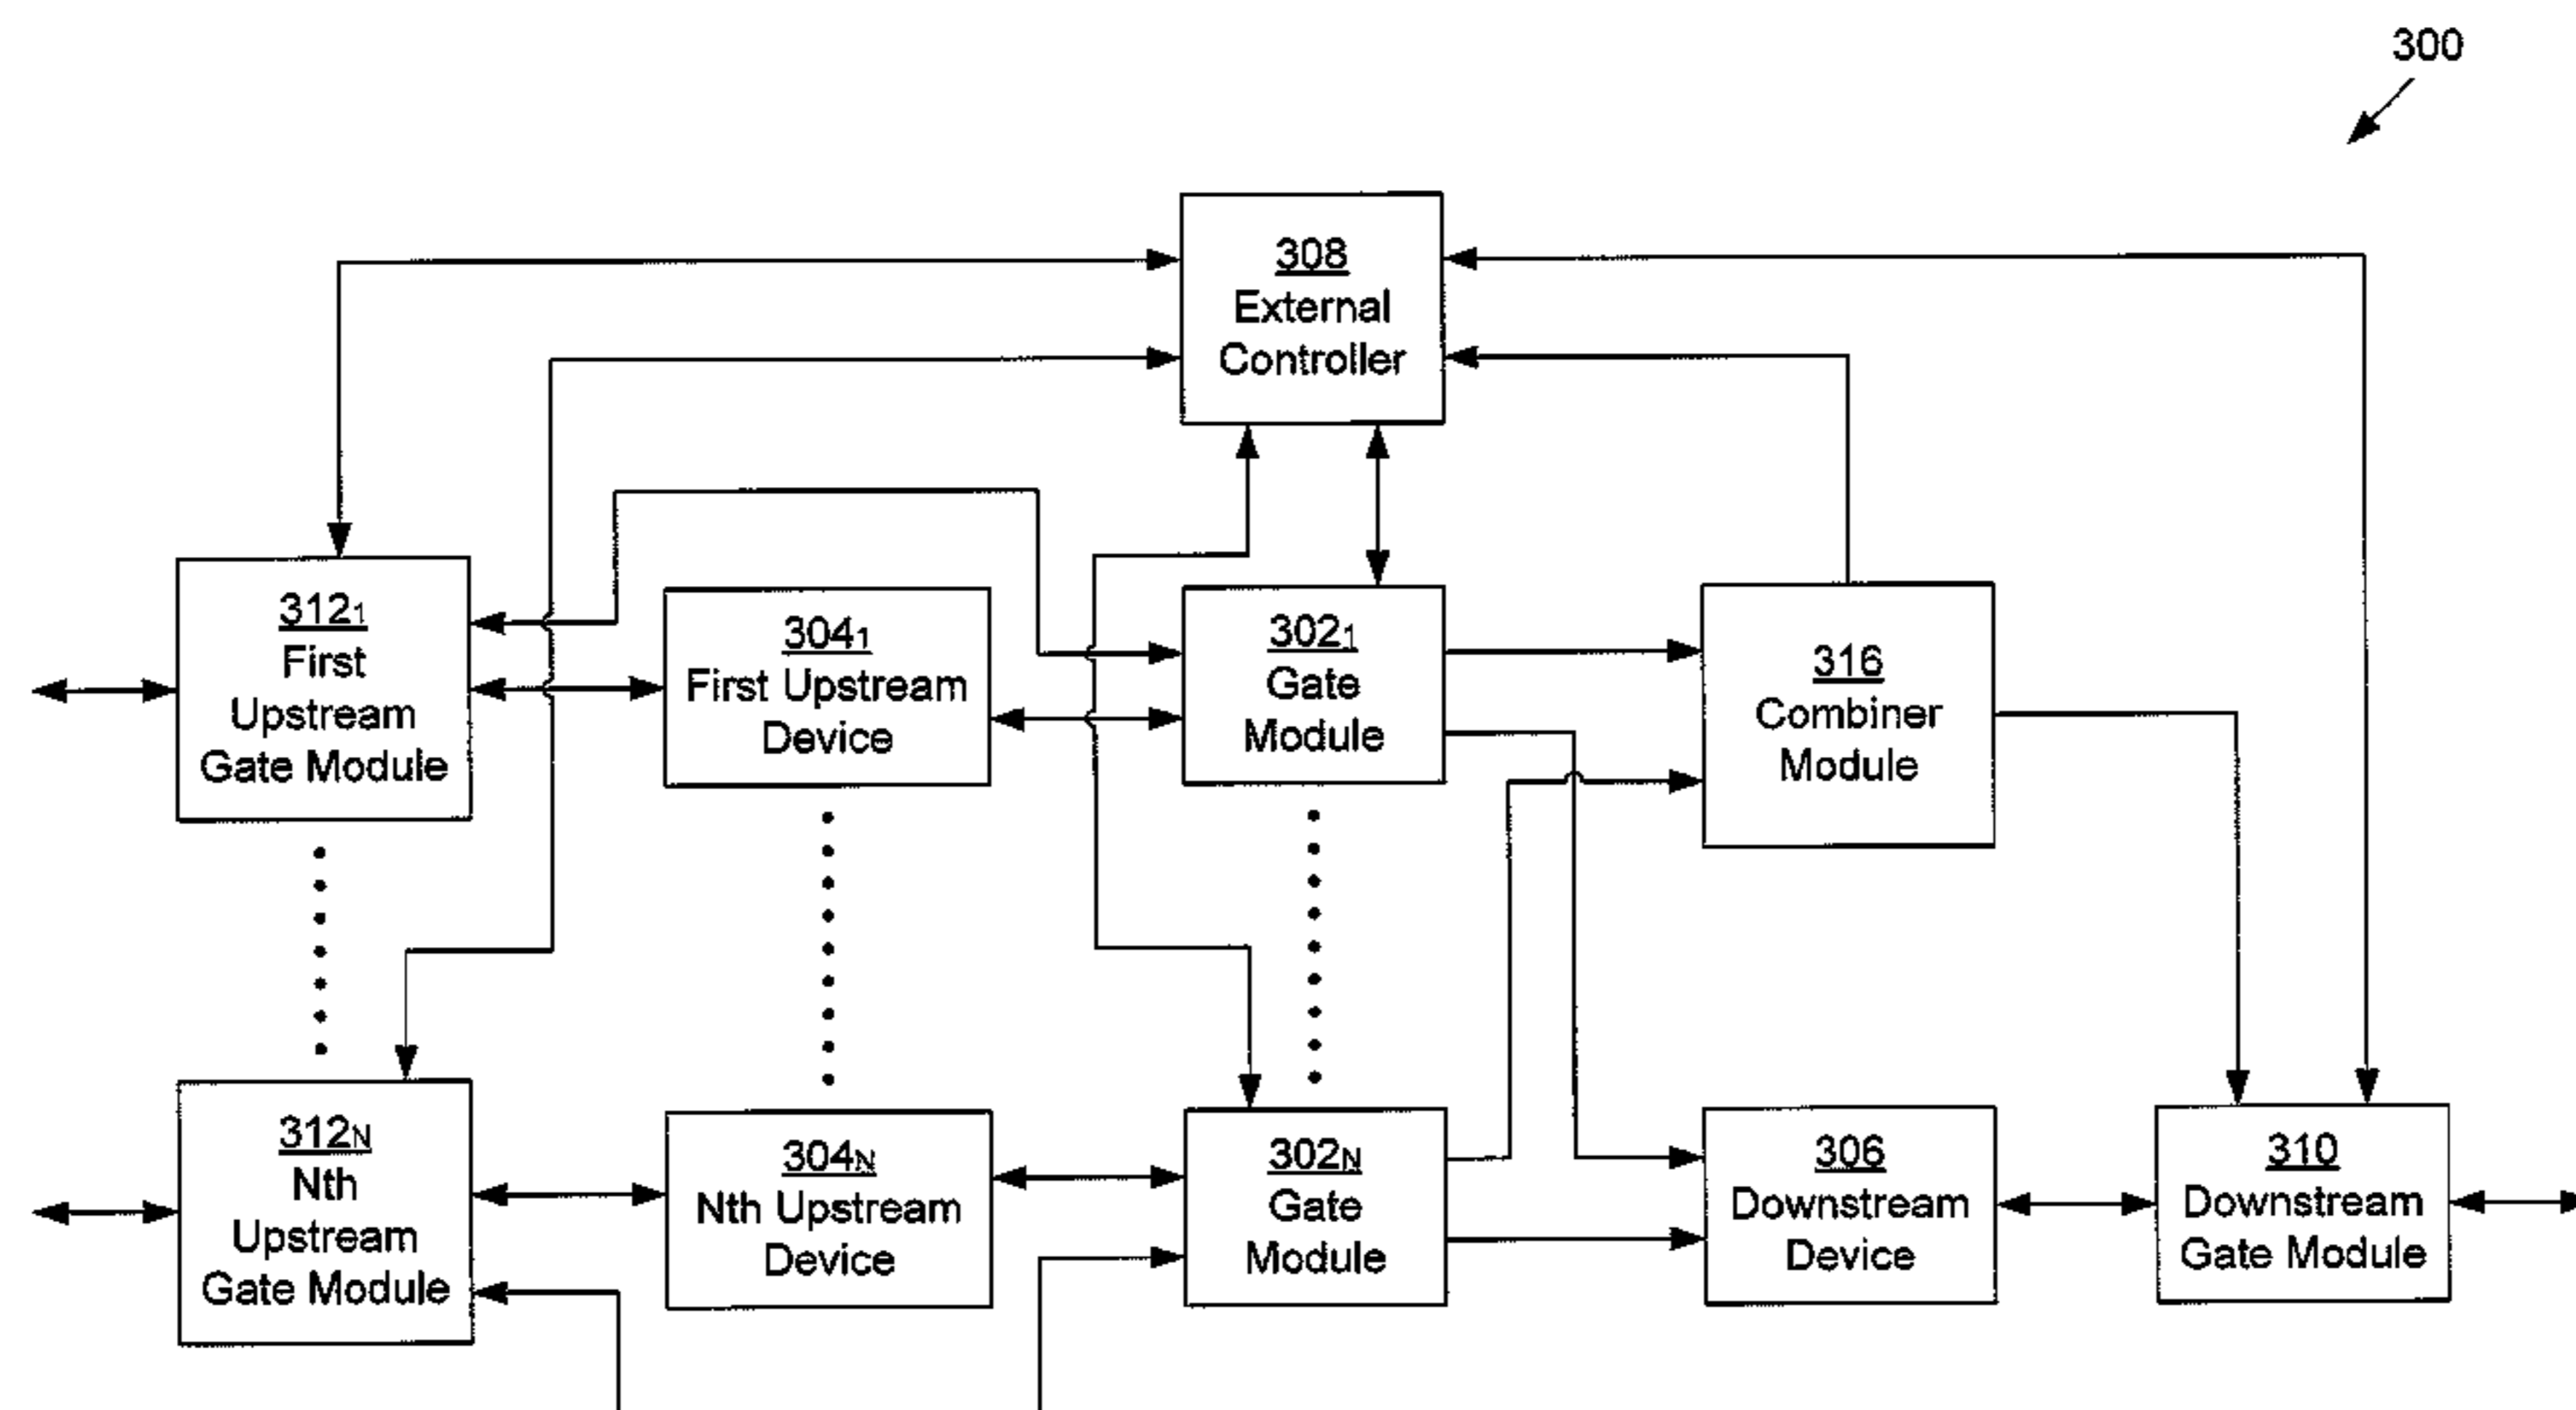 300
308
External
Controller
312₁
First
Upstream
Gate Module
304₁
First Upstream
Device
302₁
Gate
Module
316
Combiner
Module
312N
Nth
Upstream
Gate Module
304N
Nth Upstream
Device
302N
Gate
Module
306
Downstream
Device
310
Downstream
Gate Module